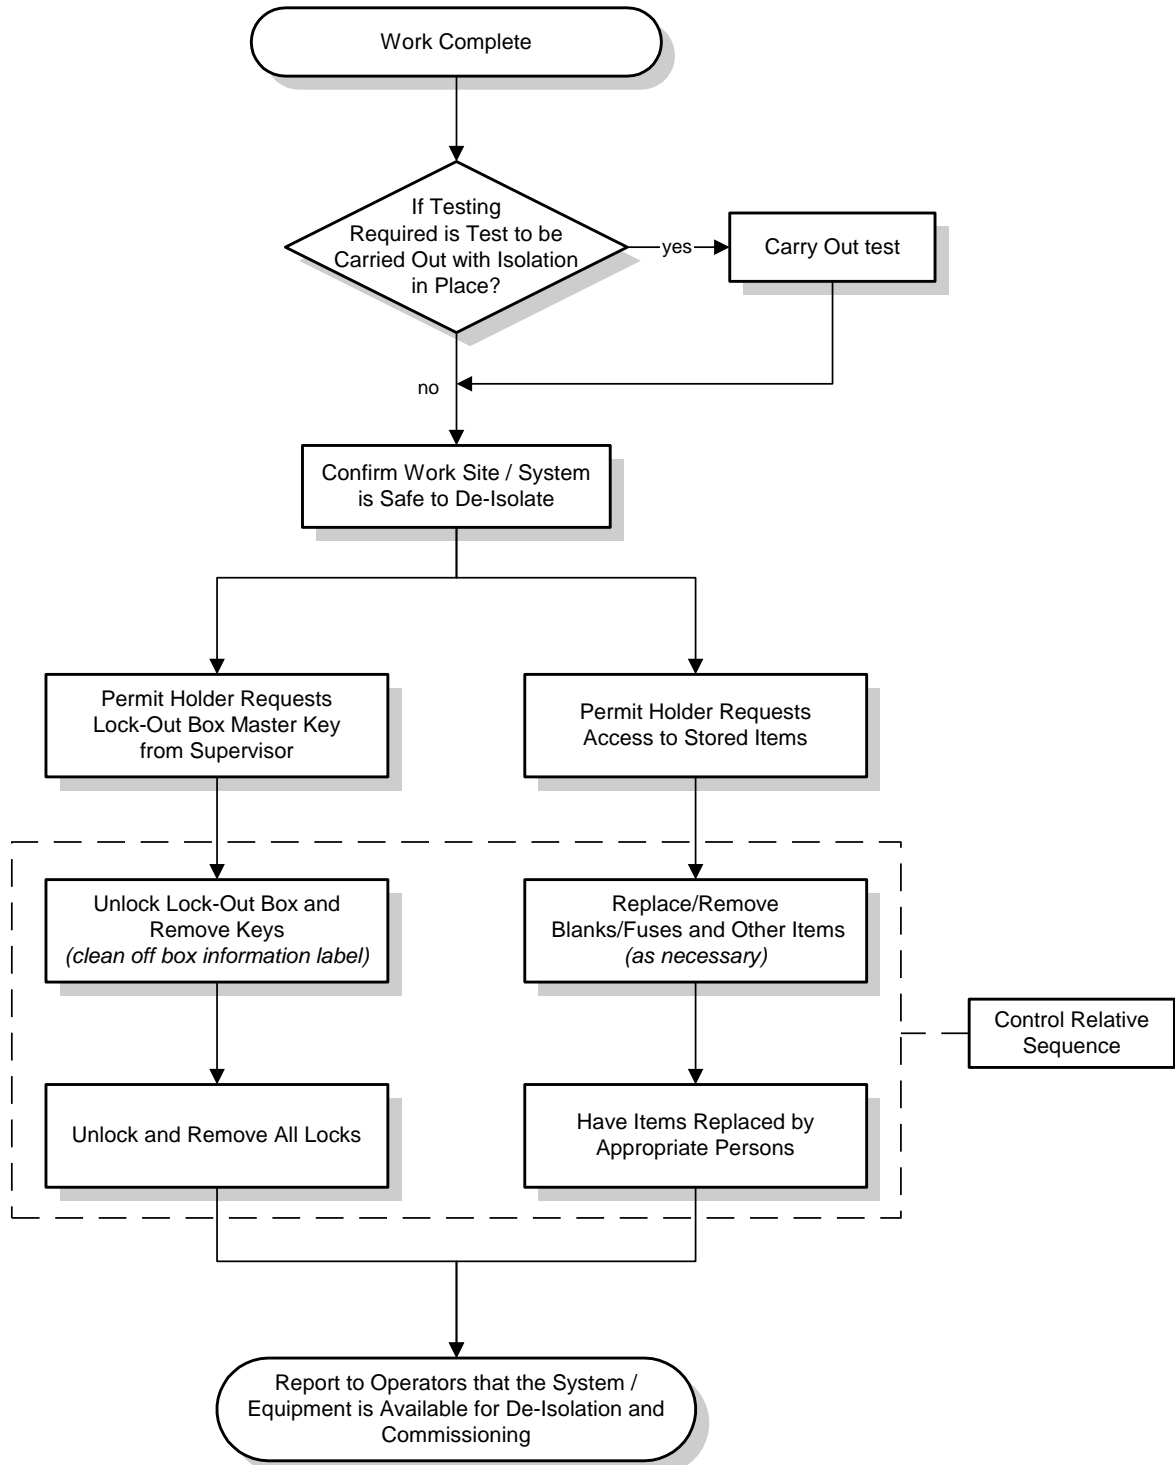 Work Complete
If Testing
Required is Test to be
Carried Out with Isolation
in Place?
yes
Carry Out test
no
Confirm Work Site / System
is Safe to De-Isolate
Permit Holder Requests
Lock-Out Box Master Key
from Supervisor
Permit Holder Requests
Access to Stored Items
Unlock Lock-Out Box and
Remove Keys
(clean off box information label)
Replace/Remove
Blanks/Fuses and Other Items
(as necessary)
Control Relative
Sequence
Unlock and Remove All Locks
Have Items Replaced by
Appropriate Persons
Report to Operators that the System /
Equipment is Available for De-Isolation and
Commissioning